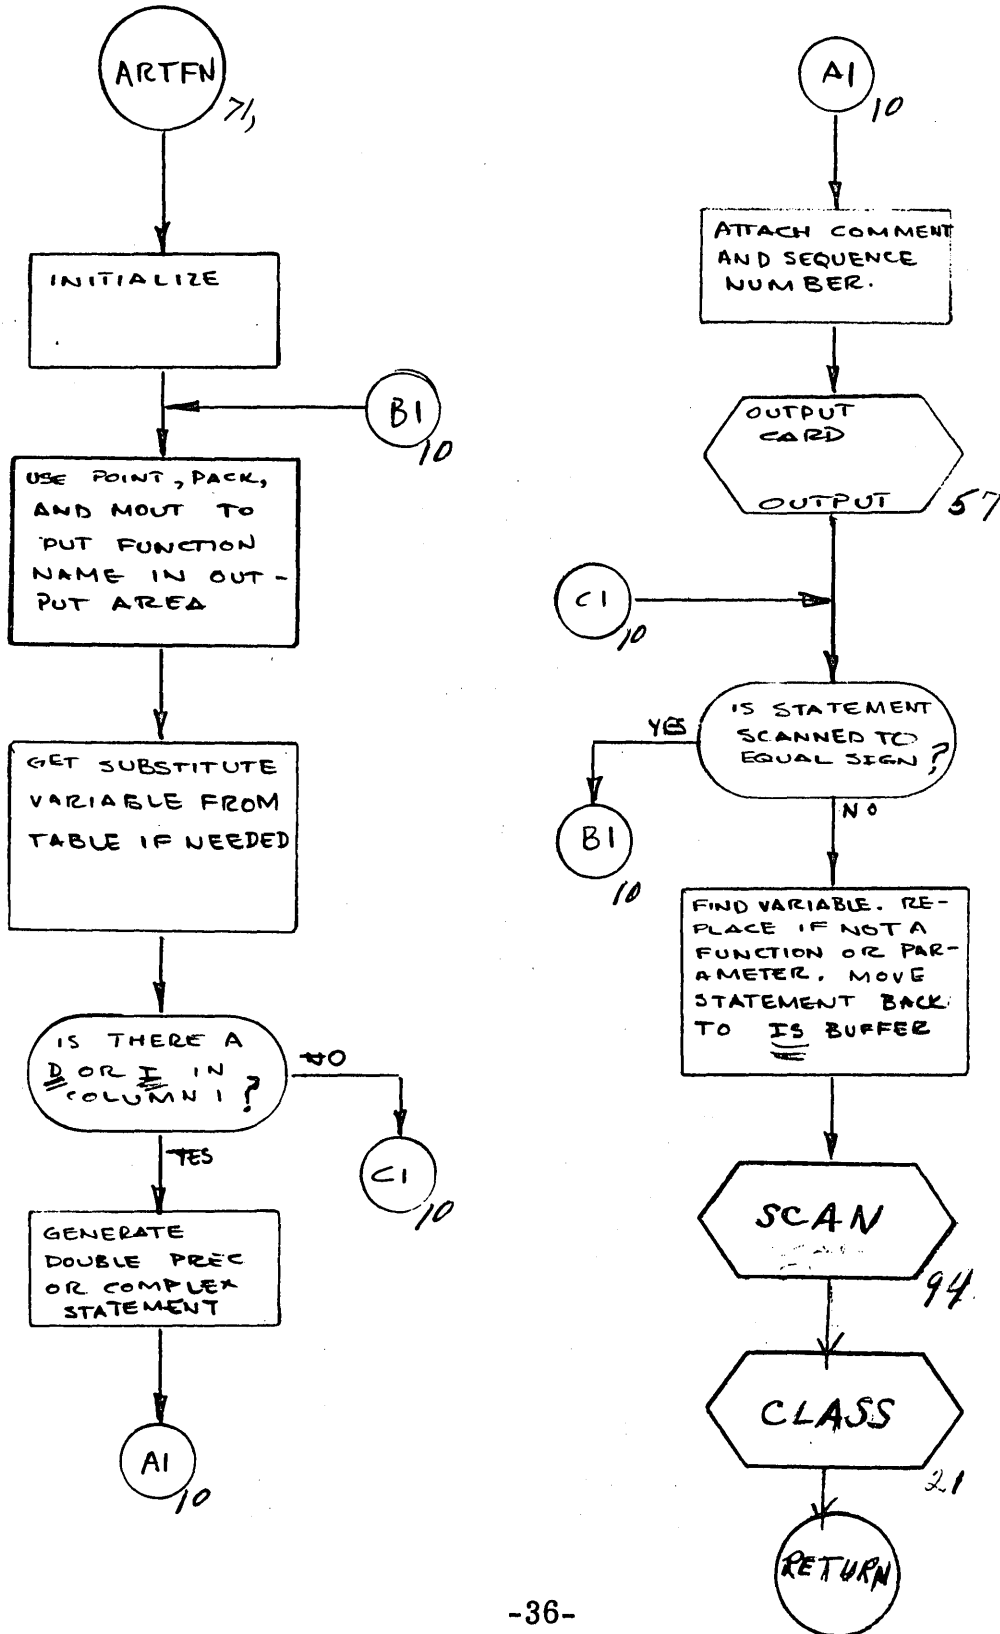 ARTFN
71,
INITIALIZE
B1
10
USE POINT, PACK,
AND MOUT TO
PUT FUNCTION
NAME IN OUT-
PUT AREA
GET SUBSTITUTE
VARIABLE FROM
TABLE IF NEEDED
IS THERE A
D OR I IN
COLUMN 1 ?
NO
C1
10
YES
GENERATE
DOUBLE PREC
OR COMPLEX
STATEMENT
A1
10
A1
10
ATTACH COMMENT
AND SEQUENCE
NUMBER.
OUTPUT
CARD
OUTPUT
57
C1
10
IS STATEMENT
SCANNED TO
EQUAL SIGN ?
YES
B1
10
NO
FIND VARIABLE. RE-
PLACE IF NOT A
FUNCTION OR PAR-
AMETER. MOVE
STATEMENT BACK
TO IS BUFFER
SCAN
94.
CLASS
21
RETURN
-36-